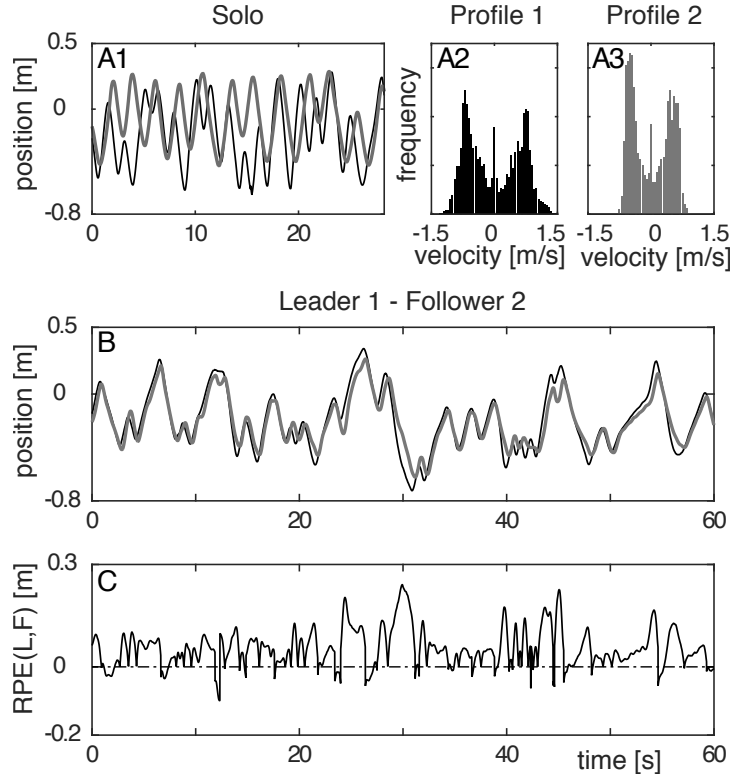 Solo
Profile 1
Profile 2
0.5
A1
A2
A3
position [m]
0
frequency
-0.8
0
10
20
-1.5
0
1.5
-1.5
0
1.5
velocity [m/s]
velocity [m/s]
Leader 1 - Follower 2
0.5
B
position [m]
0
-0.8
0
20
40
60
0.3
C
RPE(L,F) [m]
0
-0.2
0
20
40
time [s]
60